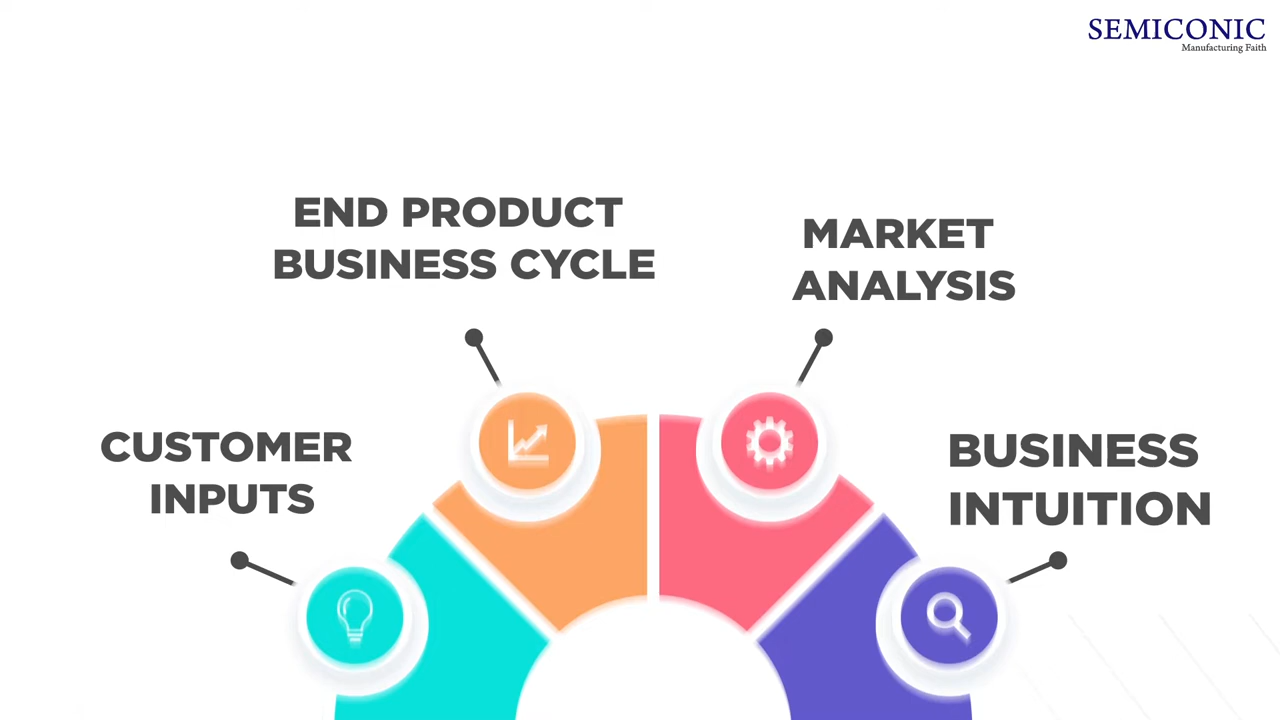 SEMICONIC
Manufacturing Faith
END PRODUCT
BUSINESS CYCLE
MARKET
ANALYSIS
CUSTOMER
INPUTS
BUSINESS
INTUITION